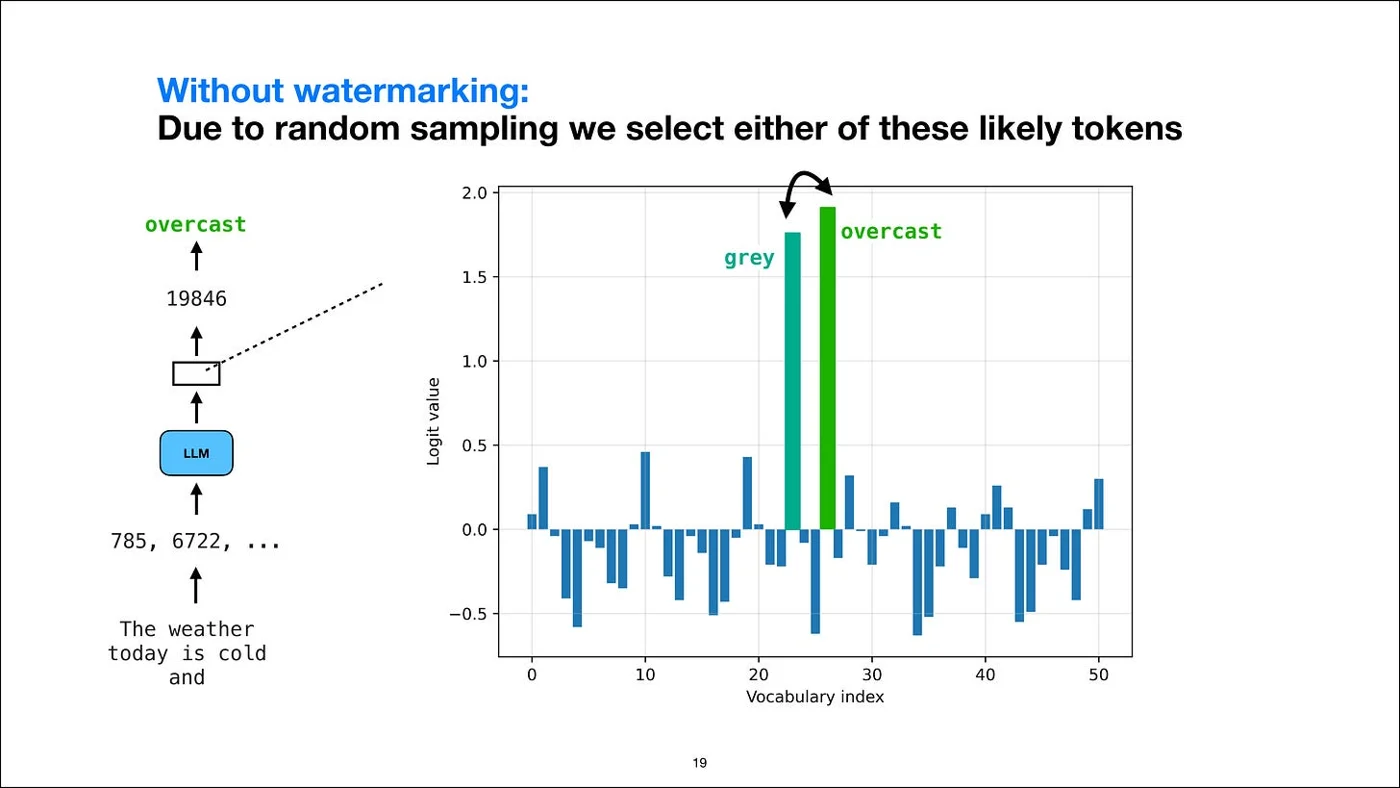 Without watermarking:
Due to random sampling we select either of these likely tokens
overcast
19846
LLM
785, 6722, ...
The weather
today is cold
and
2.0
1.5
1.0
0.5
0.0
−0.5
Logit value
grey
overcast
0 10 20 30 40 50
Vocabulary index
19